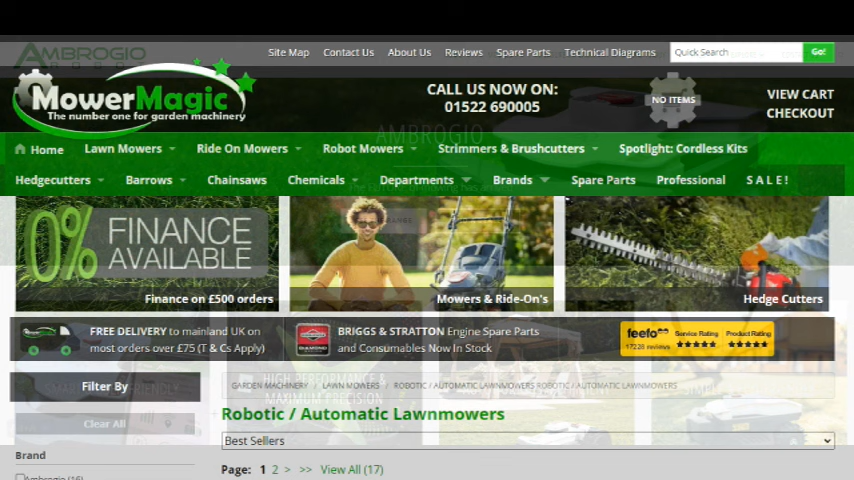 AMBROGIO
Site Map Contact Us About Us Reviews Spare Parts Technical Diagrams Quick Search Go!
MowerMagic
The number one for garden machinery
CALL US NOW ON:
01522 690005
NO ITEMS
VIEW CART
CHECKOUT
AMBROGIO
Home Lawn Mowers Ride On Mowers Robot Mowers Strimmers & Brushcutters Spotlight: Cordless Kits
Hedgecutters Barrows Chainsaws Chemicals Departments Brands Spare Parts Professional SALE!
0% FINANCE
AVAILABLE
Finance on £500 orders
Mowers & Ride-On's
Hedge Cutters
FREE DELIVERY to mainland UK on
most orders over £75 (T & Cs Apply)
BRIGGS & STRATTON Engine Spare Parts
and Consumables Now In Stock
feefo
17228 reviews
Service Rating
Product Rating
Filter By
HIGH PERFORMANCE &
MAXIMUM PRECISION
GARDEN MACHINERY / LAWN MOWERS / ROBOTIC / AUTOMATIC LAWNMOWERS ROBOTIC / AUTOMATIC LAWNMOWERS
Robotic / Automatic Lawnmowers
Clear All
Best Sellers
Brand
Page: 1 2 > >> View All (17)
Ambrogio (16)